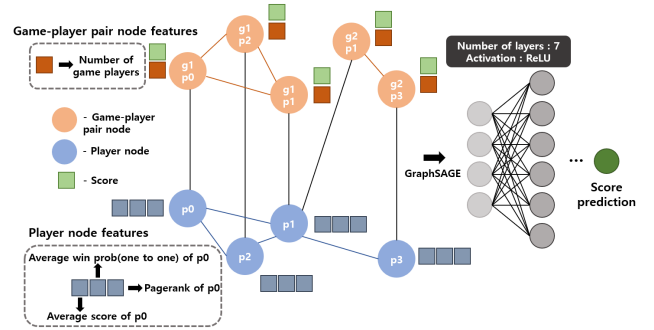 Game-player pair node features
Number of
game players
- Game-player
pair node
- Player node
- Score
g1
p0
g1
p2
g1
p1
g2
p1
g2
p3
p0
p1
p2
p3
Player node features
Average win prob(one to one) of p0
Pagerank of p0
Average score of p0
GraphSAGE
Number of layers : 7
Activation : ReLU
...
Score
prediction